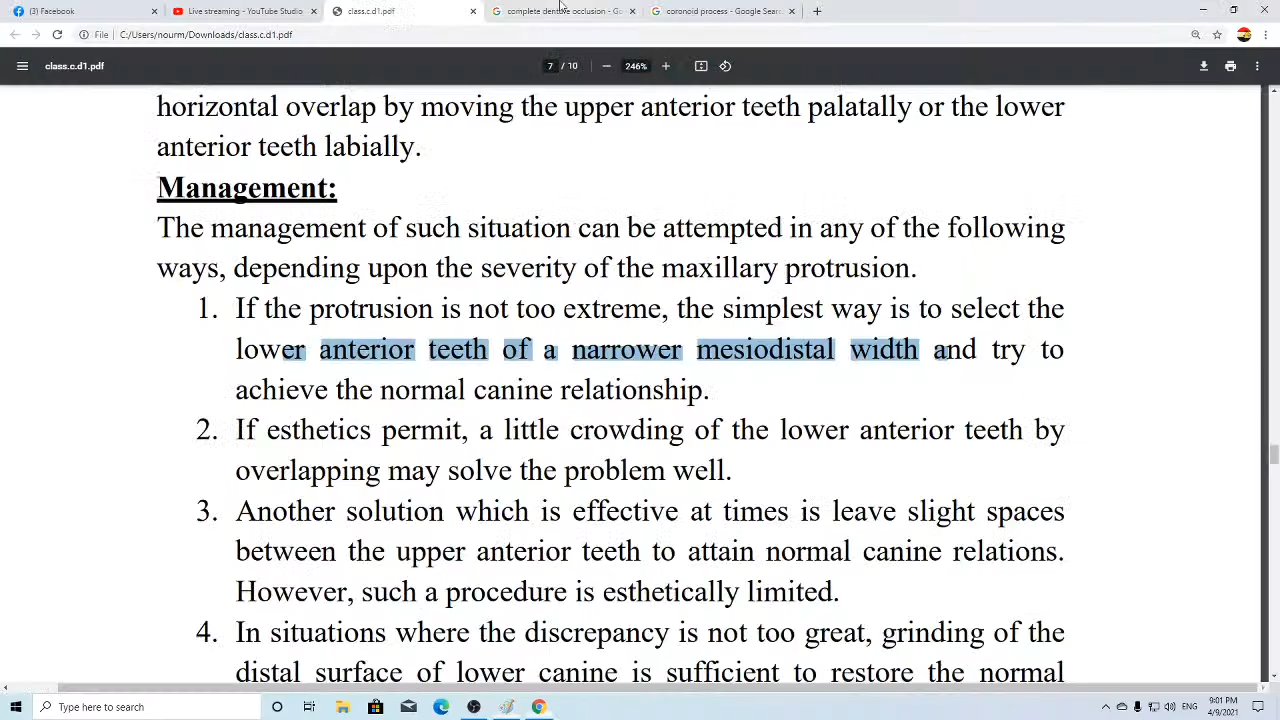 (3) Facebook
Live streaming - YouTube Studio
class.c.d1.pdf
complete dentu
occlusion - Go
coronoid process - Google Searc
File
C:/Users/nourm/Downloads/class.c.d1.pdf
class.c.d1.pdf
7 / 10
246%
horizontal overlap by moving the upper anterior teeth palatally or the lower
anterior teeth labially.
Management:
The management of such situation can be attempted in any of the following
ways, depending upon the severity of the maxillary protrusion.
1. If the protrusion is not too extreme, the simplest way is to select the
lower anterior teeth of a narrower mesiodistal width and try to
achieve the normal canine relationship.
2. If esthetics permit, a little crowding of the lower anterior teeth by
overlapping may solve the problem well.
3. Another solution which is effective at times is leave slight spaces
between the upper anterior teeth to attain normal canine relations.
However, such a procedure is esthetically limited.
4. In situations where the discrepancy is not too great, grinding of the
distal surface of lower canine is sufficient to restore the normal
Type here to search
ENG
9:01 PM
4/9/2021